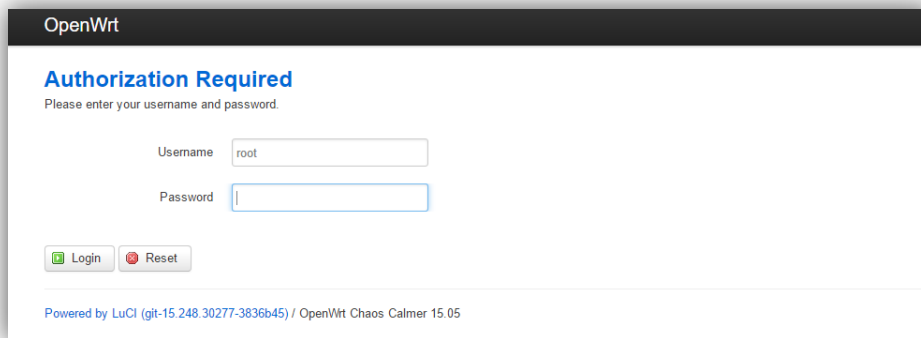 OpenWrt
Authorization Required
Please enter your username and password.
Username root
Password
Login Reset
Powered by LuCI (git-15.248.30277-3836b45) / OpenWrt Chaos Calmer 15.05